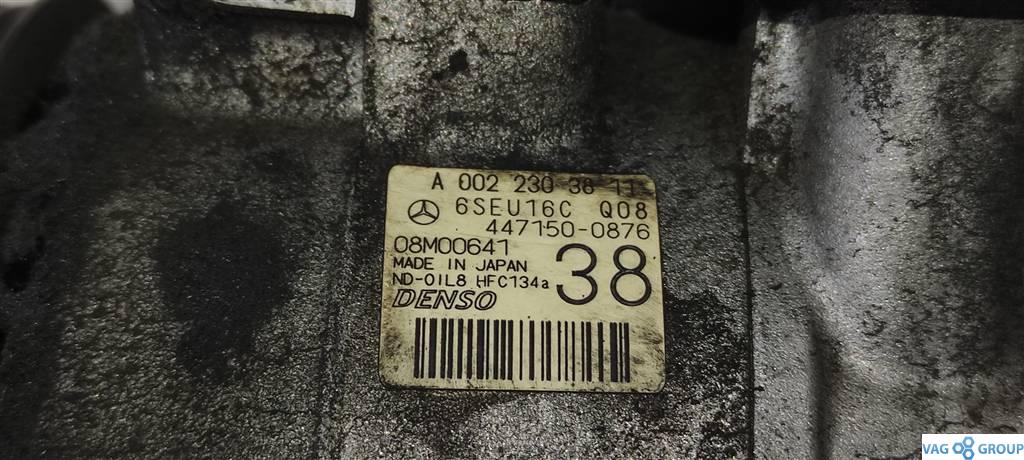 A 002 230 38 11
6SEU16C Q08
447150-0876
08M00641
MADE IN JAPAN
ND-OIL8 HFC134a
38
DENSO
VAG GROUP